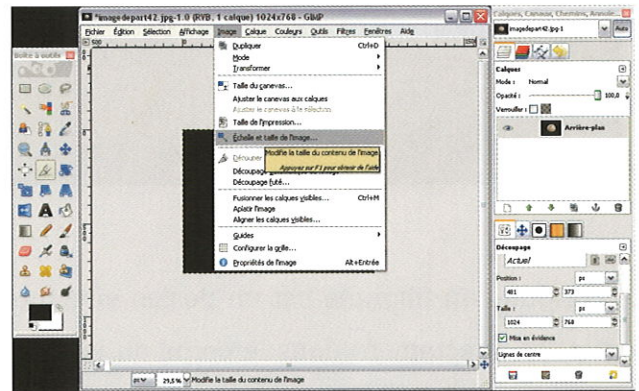 *imagedepart42.jpg-1.0 (RVB, 1 calque) 1024x768 - GIMP
Fichier Édition Sélection Affichage Image Calque Couleurs Outils Filtres Fenêtres Aide
Boîte à outils
Dupliquer Ctrl+D
Mode
Transformer
Taille du canevas...
Ajuster le canevas aux calques
Ajuster le canevas à la sélection
Taille de l'impression...
Échelle et taille de l'image...
Modifie la taille du contenu de l'image
Appuyez sur F1 pour obtenir de l'aide
Découper
Découpage
Découpage futé...
Fusionner les calques visibles... Ctrl+M
Aplatir l'image
Aligner les calques visibles...
Guides
Configurer la grille...
Propriétés de l'image Alt+Entrée
px 29,5 % Modifie la taille du contenu de l'image
Calques, Canaux, Chemins, Annule...
imagedepart42.jpg-1 Auto
Calques
Mode : Normal
Opacité : 100,0
Verrouiller :
Arrière-plan
Découpage
Actuel
Position : px
481 373
Taille : px
1024 768
Mise en évidence
Lignes de centre